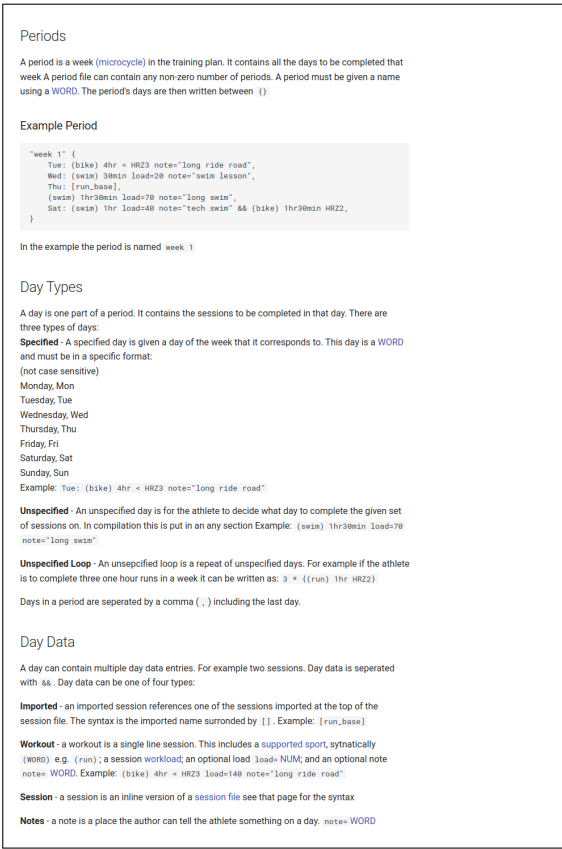 Periods
A period is a week (microcycle) in the training plan. It contains all the days to be completed that
week A period file can contain any non-zero number of periods. A period must be given a name
using a WORD. The period's days are then written between {}
Example Period
"week 1" {
    Tue: (bike) 4hr < HRZ3 note="long ride road",
    Wed: (swim) 30min load=20 note="swim lesson",
    Thu: [run_base],
    (swim) 1hr30min load=70 note="long swim",
    Sat: (swim) 1hr load=40 note="tech swim" && (bike) 1hr30min HRZ2,
}
In the example the period is named week 1
Day Types
A day is one part of a period. It contains the sessions to be completed in that day. There are
three types of days:
Specified - A specified day is given a day of the week that it corresponds to. This day is a WORD
and must be in a specific format:
(not case sensitive)
Monday, Mon
Tuesday, Tue
Wednesday, Wed
Thursday, Thu
Friday, Fri
Saturday, Sat
Sunday, Sun
Example: Tue: (bike) 4hr < HRZ3 note="long ride road"
Unspecified - An unspecified day is for the athlete to decide what day to complete the given set
of sessions on. In compilation this is put in an any section Example: (swim) 1hr30min load=70
note="long swim"
Unspecified Loop - An unsepcified loop is a repeat of unspecified days. For example if the athlete
is to complete three one hour runs in a week it can be written as: 3 * {(run) 1hr HRZ2}
Days in a period are seperated by a comma ( , ) including the last day.
Day Data
A day can contain multiple day data entries. For example two sessions. Day data is seperated
with &&. Day data can be one of four types:
Imported - an imported session references one of the sessions imported at the top of the
session file. The syntax is the imported name surronded by []. Example: [run_base]
Workout - a workout is a single line session. This includes a supported sport, sytnatically
(WORD) e.g. (run); a session workload; an optional load load= NUM; and an optional note
note= WORD. Example: (bike) 4hr < HRZ3 load=140 note="long ride road"
Session - a session is an inline version of a session file see that page for the syntax
Notes - a note is a place the author can tell the athlete something on a day. note= WORD